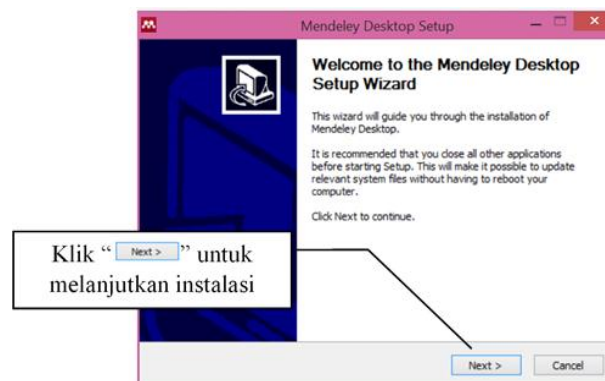 Mendeley Desktop Setup
Welcome to the Mendeley Desktop
Setup Wizard
This wizard will guide you through the installation of
Mendeley Desktop.
It is recommended that you close all other applications
before starting Setup. This will make it possible to update
relevant system files without having to reboot your
computer.
Click Next to continue.
Klik “ Next > ” untuk
melanjutkan instalasi
Next >
Cancel